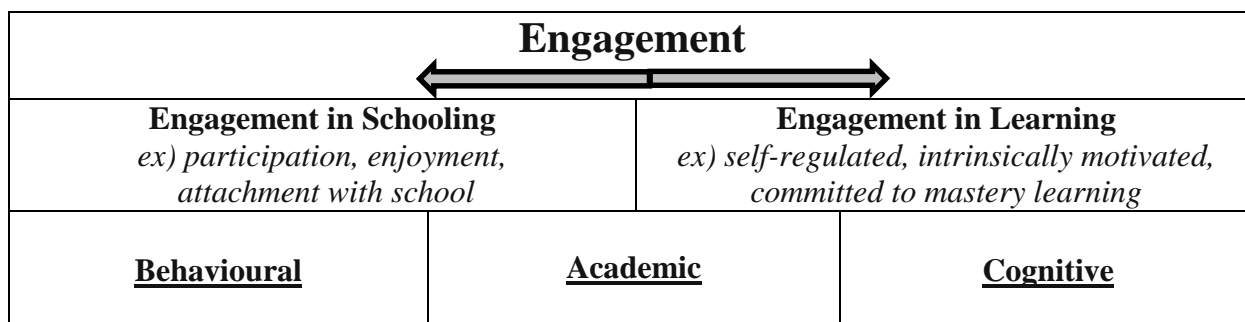 Engagement
Engagement in Schooling
ex) participation, enjoyment,
attachment with school
Engagement in Learning
ex) self-regulated, intrinsically motivated,
committed to mastery learning
Behavioural
Academic
Cognitive